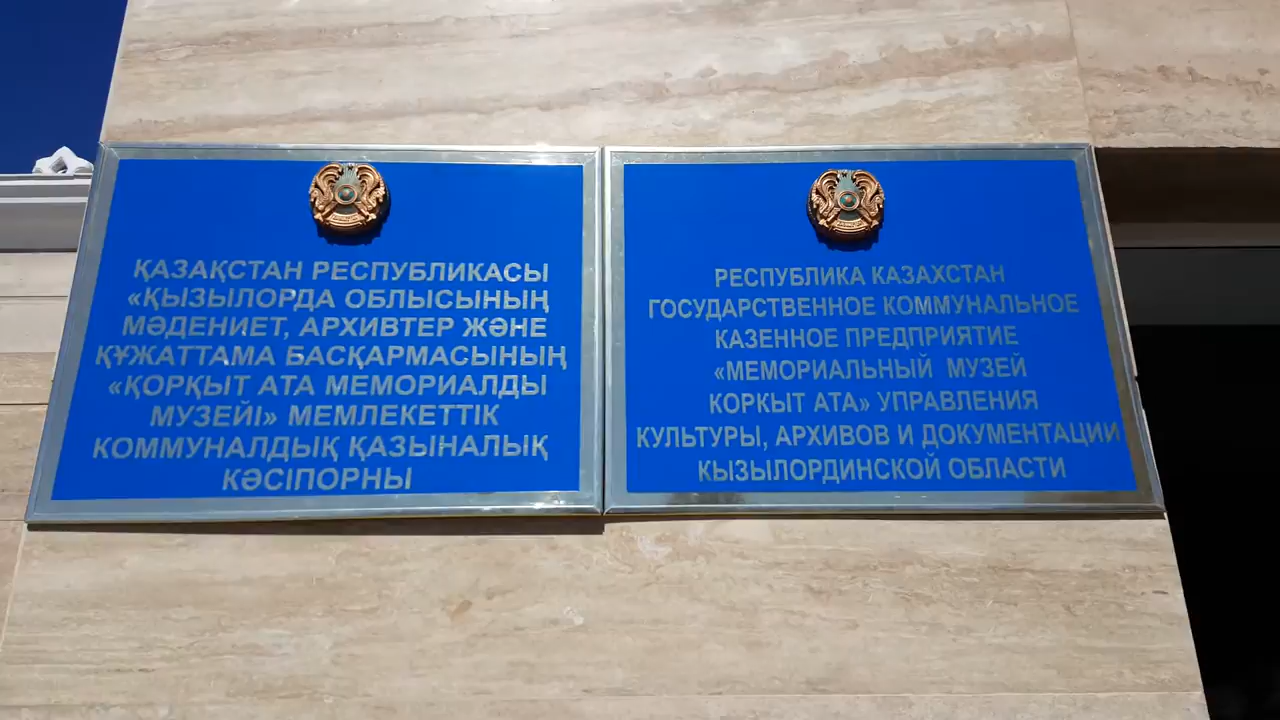 ҚАЗАҚСТАН РЕСПУБЛИКАСЫ
«ҚЫЗЫЛОРДА ОБЛЫСЫНЫҢ
МӘДЕНИЕТ, АРХИВТЕР ЖӘНЕ
ҚҰЖАТТАМА БАСҚАРМАСЫНЫҢ
«ҚОРҚЫТ АТА МЕМОРИАЛДЫ
МУЗЕЙІ» МЕМЛЕКЕТТІК
КОММУНАЛДЫҚ ҚАЗЫНАЛЫҚ
КӘСІПОРНЫ
РЕСПУБЛИКА КАЗАХСТАН
ГОСУДАРСТВЕННОЕ КОММУНАЛЬНОЕ
КАЗЕННОЕ ПРЕДПРИЯТИЕ
«МЕМОРИАЛЬНЫЙ МУЗЕЙ
КОРКЫТ АТА» УПРАВЛЕНИЯ
КУЛЬТУРЫ, АРХИВОВ И ДОКУМЕНТАЦИИ
КЫЗЫЛОРДИНСКОЙ ОБЛАСТИ